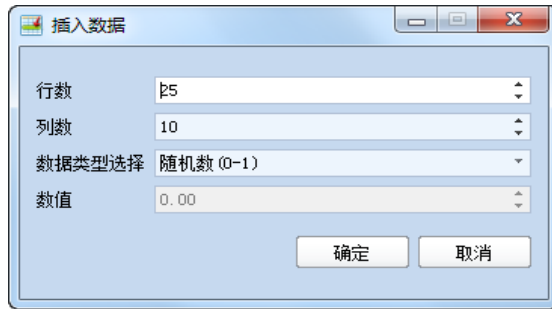 插入数据
行数 25
列数 10
数据类型选择 随机数(0-1)
数值 0.00
确定 取消